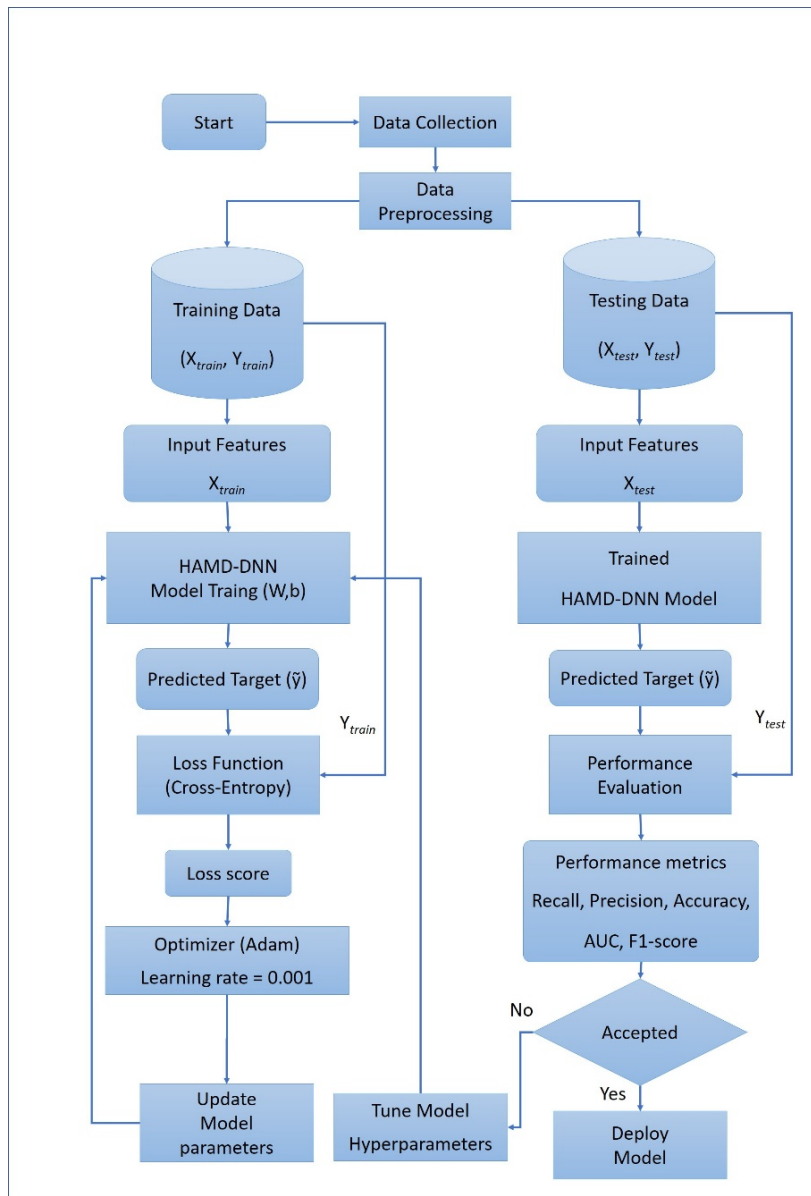 Start
Data Collection
Data
Preprocessing
Training Data
(Xtrain, Ytrain)
Input Features
Xtrain
HAMD-DNN
Model Traing (W,b)
Predicted Target (ỹ)
Ytrain
Loss Function
(Cross-Entropy)
Loss score
Optimizer (Adam)
Learning rate = 0.001
Update
Model
parameters
Testing Data
(Xtest, Ytest)
Input Features
Xtest
Trained
HAMD-DNN Model
Predicted Target (ỹ)
Ytest
Performance
Evaluation
Performance metrics
Recall, Precision, Accuracy,
AUC, F1-score
Accepted
No
Tune Model
Hyperparameters
Yes
Deploy
Model